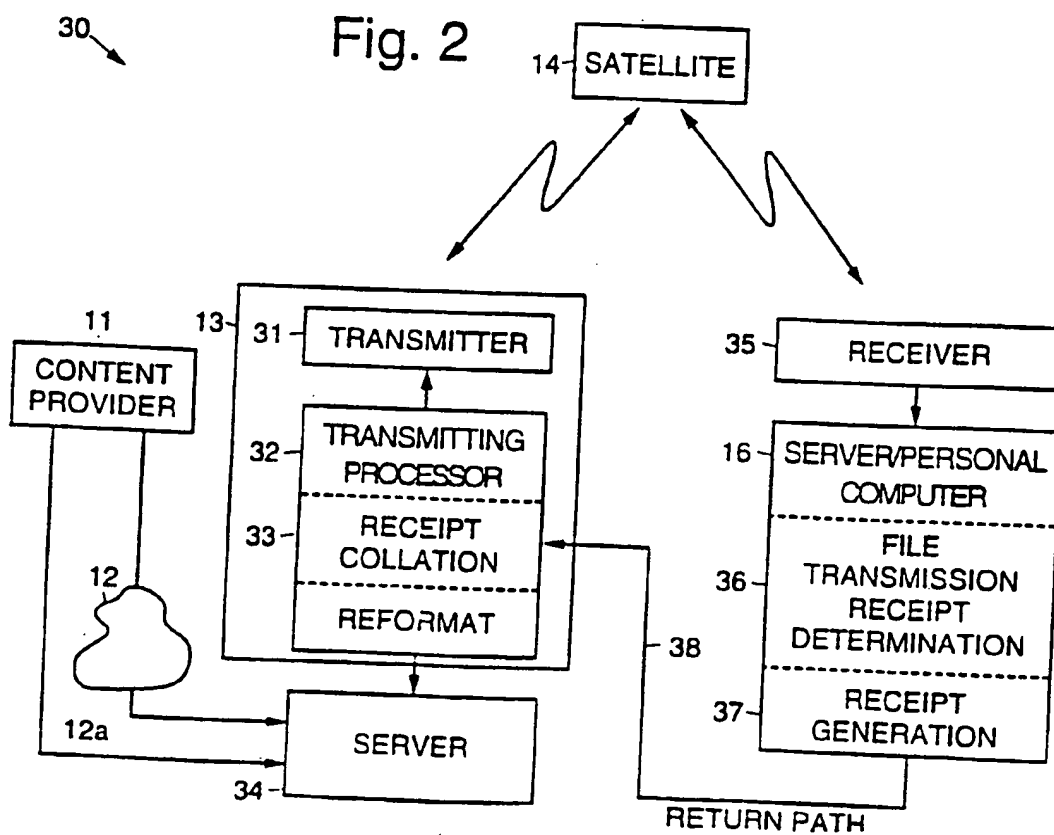 30
Fig. 2
14
SATELLITE
11
CONTENT
PROVIDER
13
31
TRANSMITTER
32
TRANSMITTING
PROCESSOR
33
RECEIPT
COLLATION
REFORMAT
12
12a
SERVER
34
35
RECEIVER
16
SERVER/PERSONAL
COMPUTER
36
FILE
TRANSMISSION
RECEIPT
DETERMINATION
37
RECEIPT
GENERATION
38
RETURN PATH